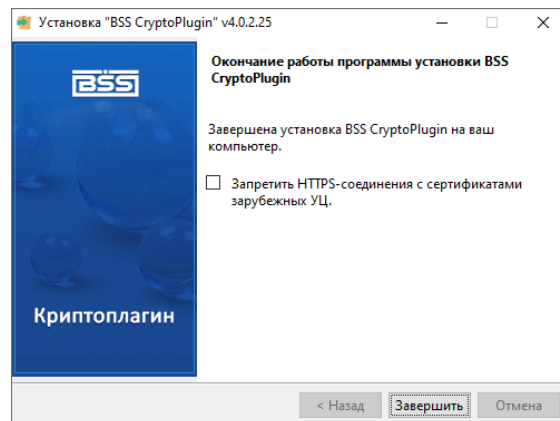 Установка "BSS CryptoPlugin" v4.0.2.25
BSS
Окончание работы программы установки BSS
CryptoPlugin
Завершена установка BSS CryptoPlugin на ваш
компьютер.
Запретить HTTPS-соединения с сертификатами
зарубежных УЦ.
Криптоплагин
< Назад
Завершить
Отмена